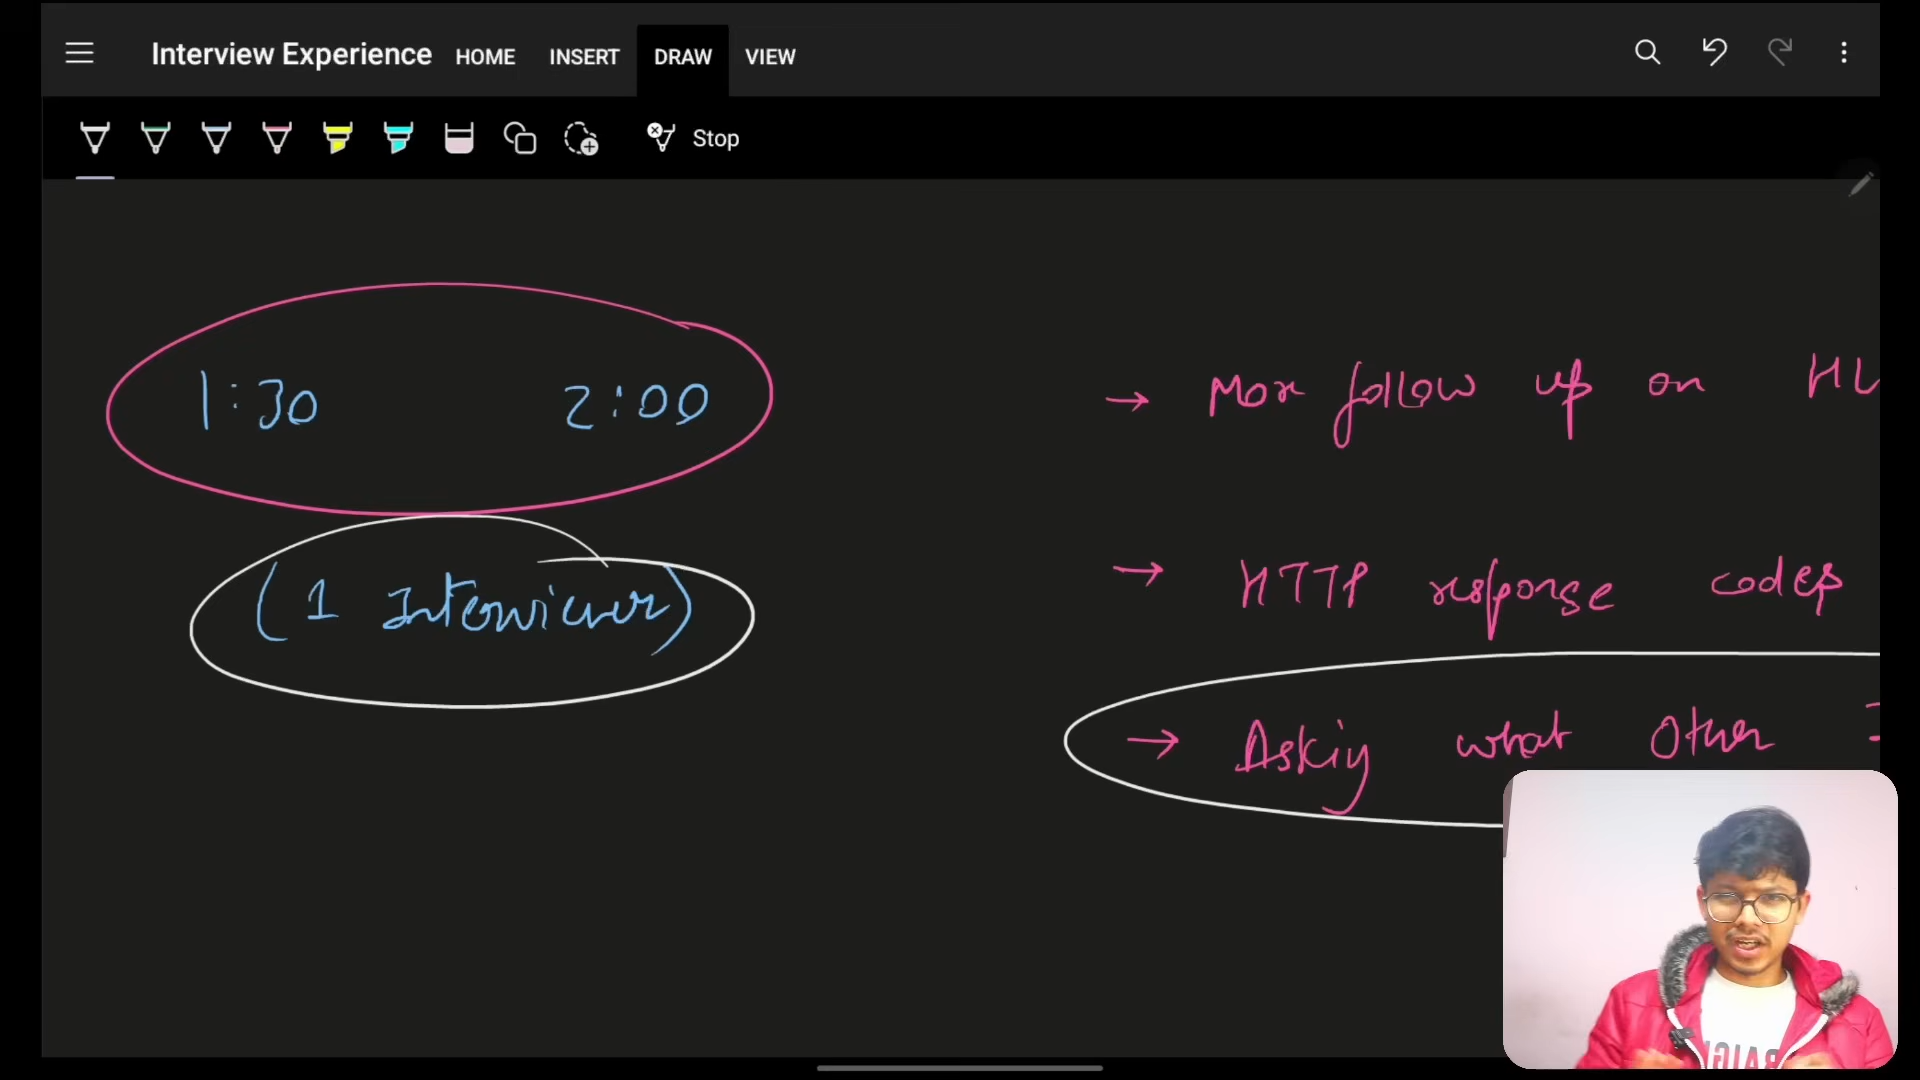 Interview Experience HOME INSERT DRAW VIEW
Stop
1:30 2:00
(1 Interviewer)
→ More follow up on HL
→ HTTP response codes
→ Asking what other